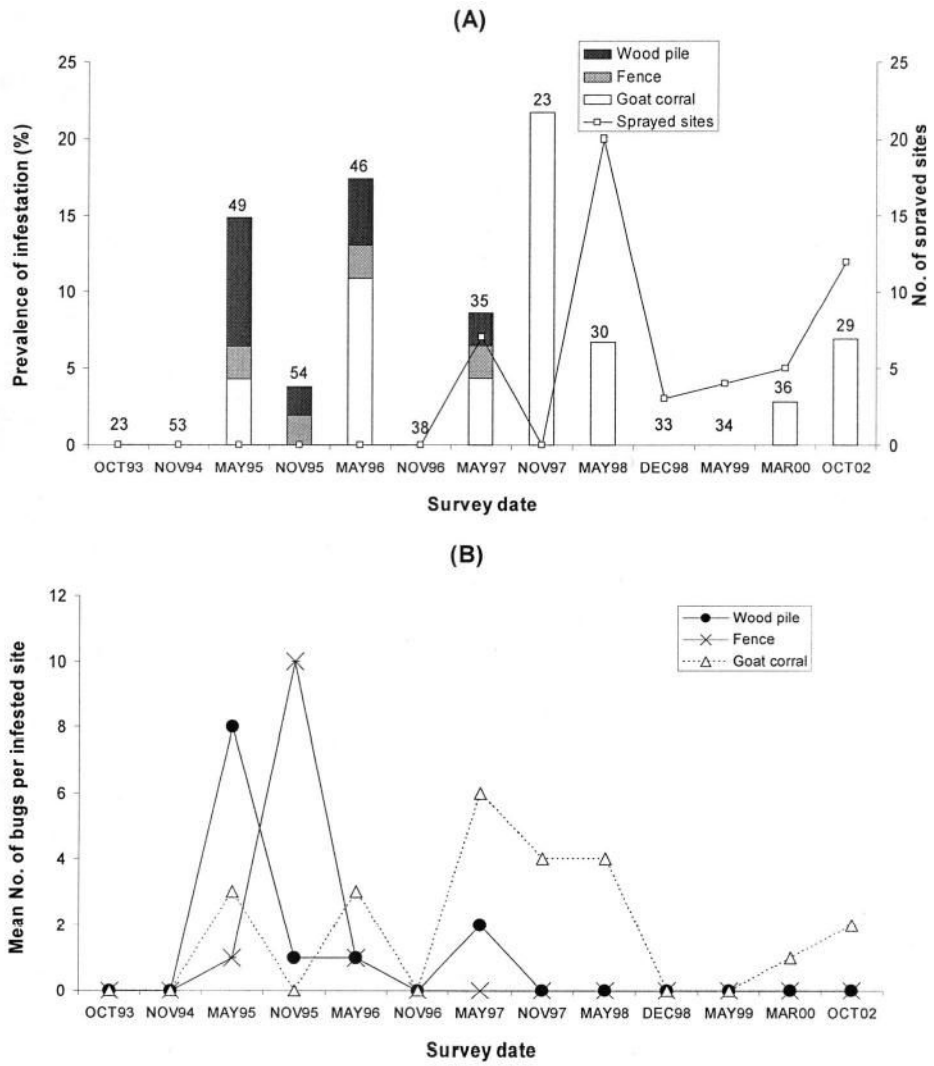 (A)
Wood pile
Fence
Goat corral
Sprayed sites
Prevalence of infestation (%)
25
20
15
10
5
0
23
53
49
54
46
38
35
23
30
33
34
36
29
25
20
15
10
5
0
No. of sprayed sites
OCT93 NOV94 MAY95 NOV95 MAY96 NOV96 MAY97 NOV97 MAY98 DEC98 MAY99 MAR00 OCT02
Survey date
(B)
Wood pile
Fence
Goat corral
Mean No. of bugs per infested site
12
10
8
6
4
2
0
OCT93 NOV94 MAY95 NOV95 MAY96 NOV96 MAY97 NOV97 MAY98 DEC98 MAY99 MAR00 OCT02
Survey date